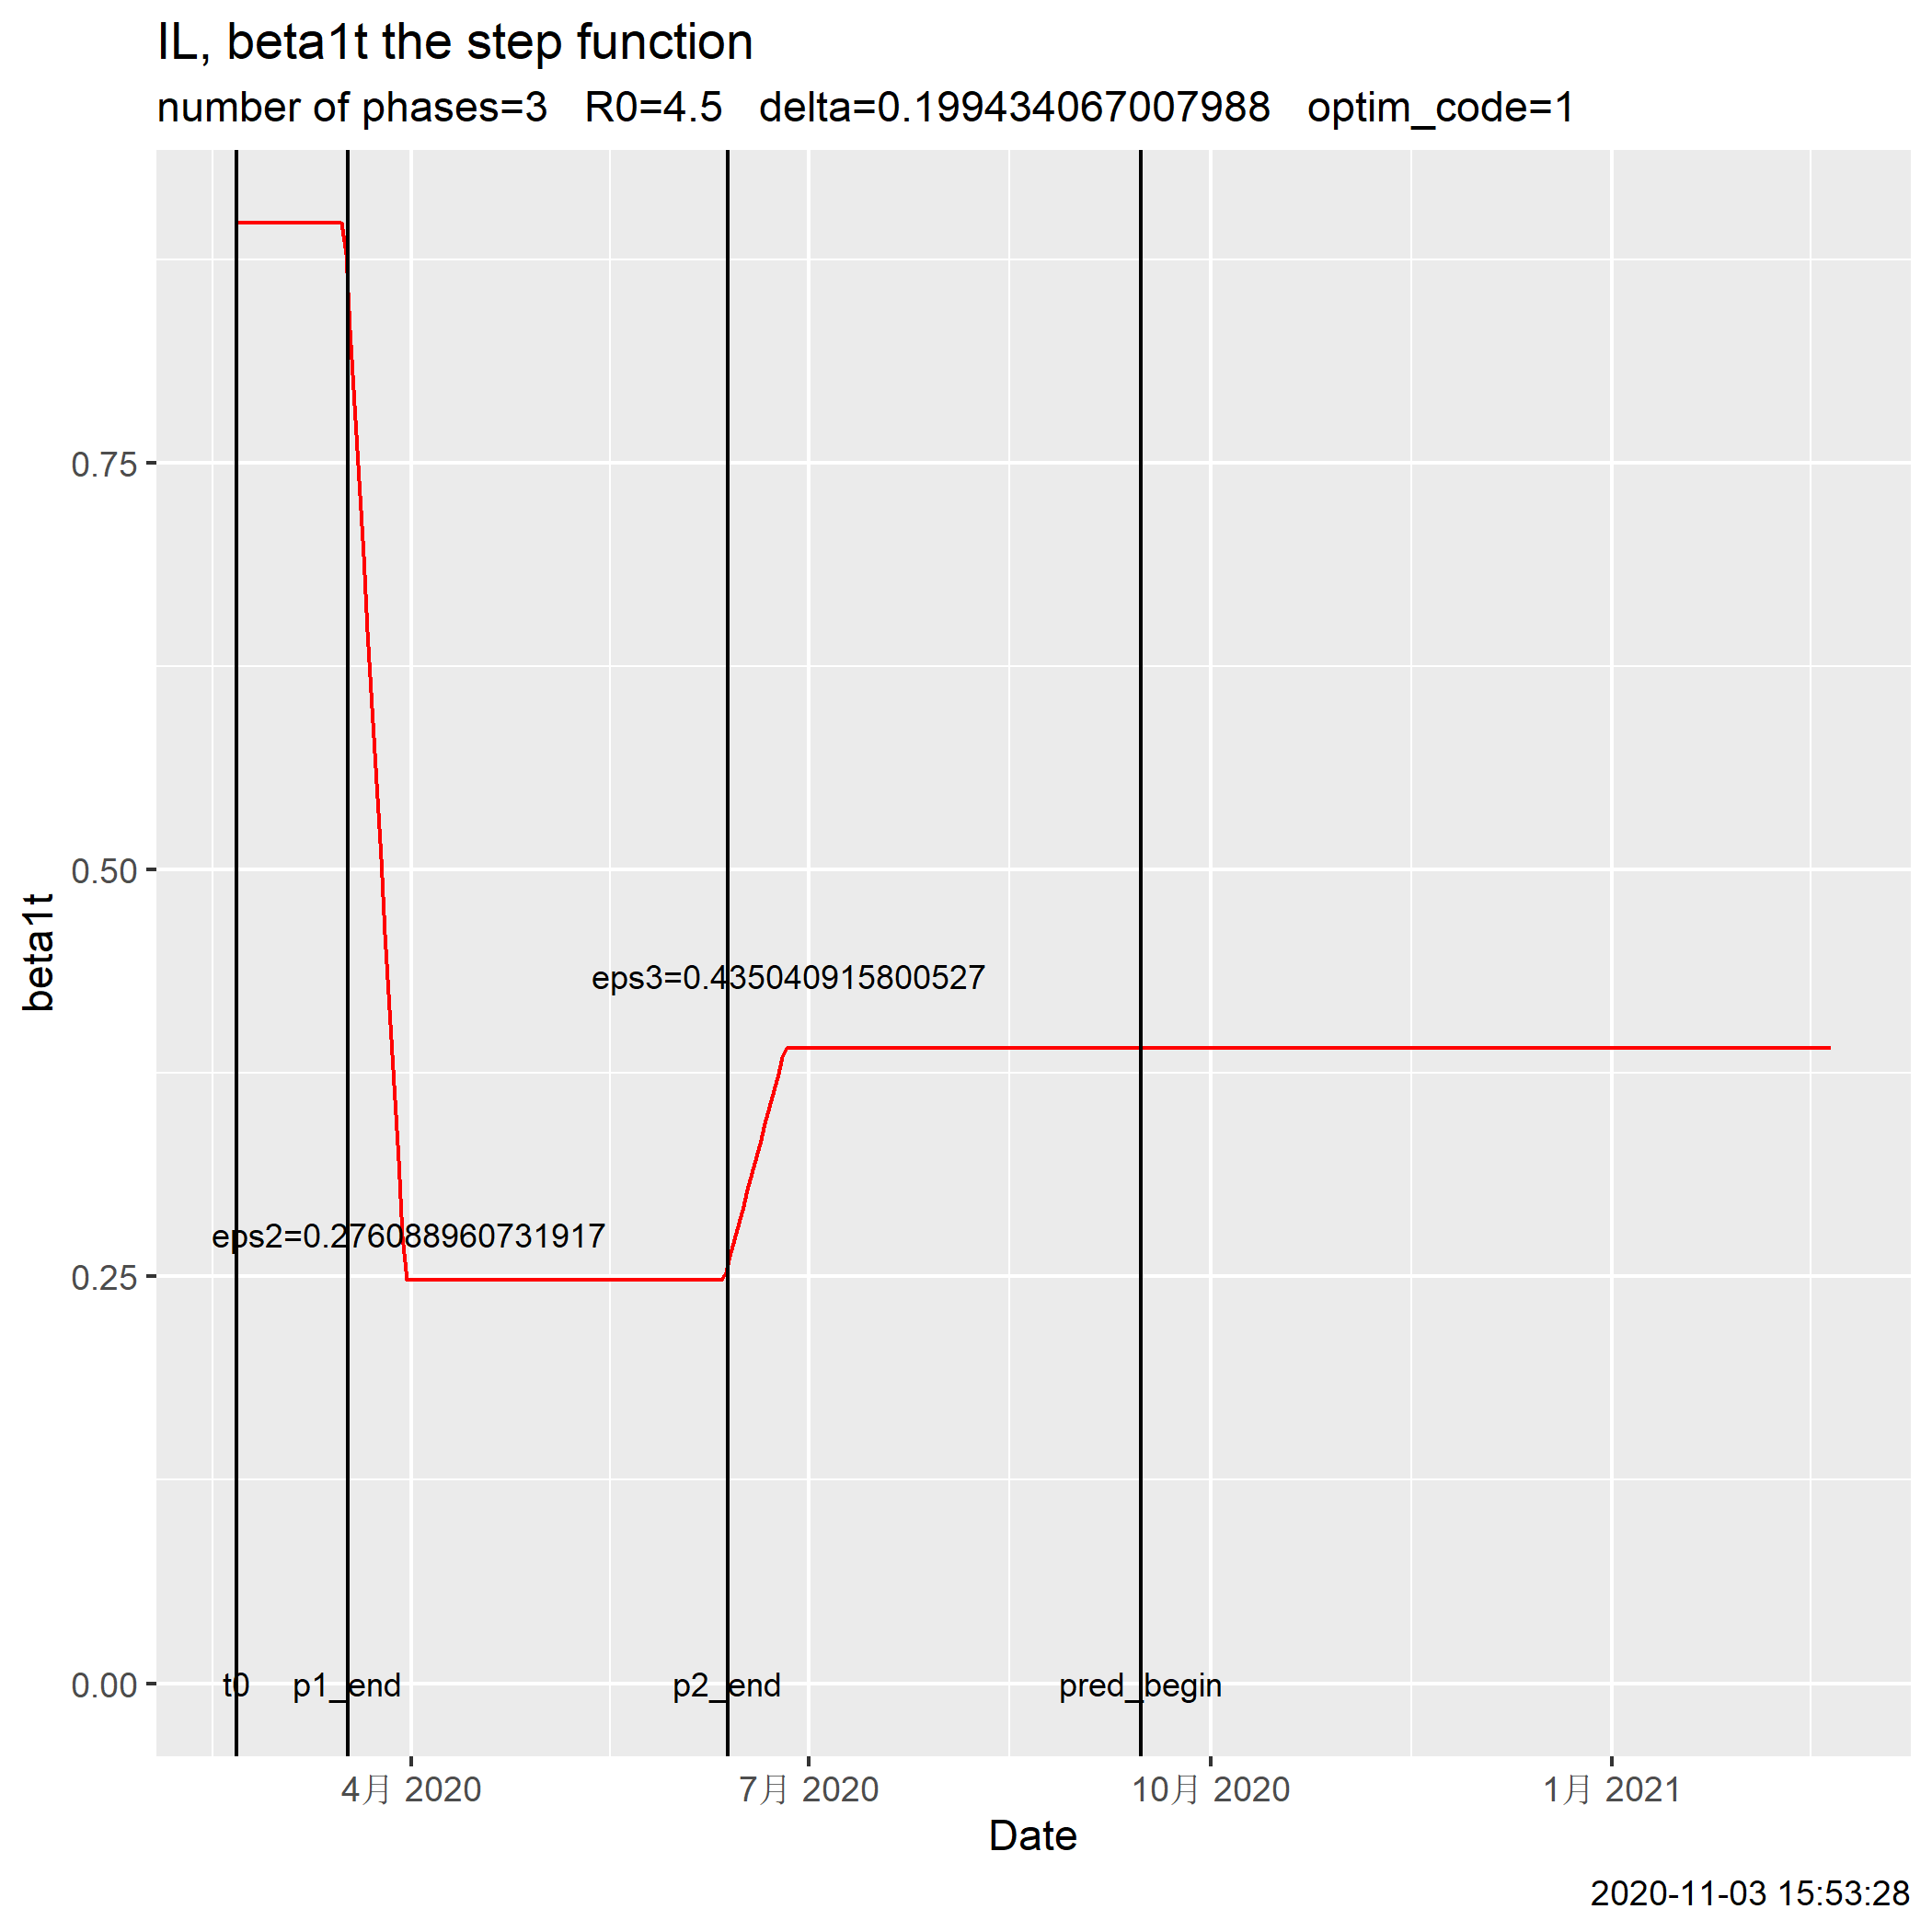 IL, beta1t the step function
number of phases=3   R0=4.5   delta=0.199434067007988   optim_code=1
beta1t
0.75
0.50
0.25
0.00
eps3=0.435040915800527
eps2=0.276088960731917
t0 p1_end p2_end pred_begin
4月 2020 7月 2020 10月 2020 1月 2021
Date
2020-11-03 15:53:28